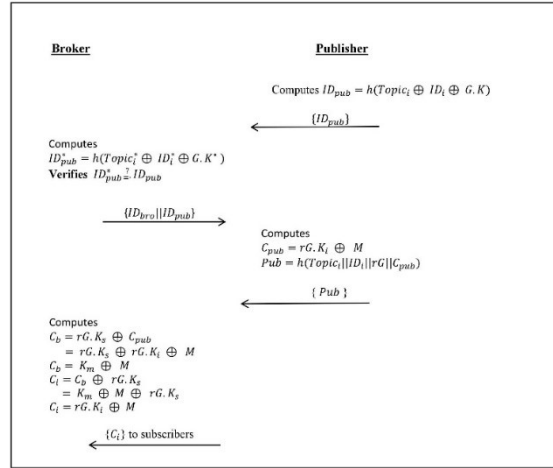 Broker Publisher
Computes ID_pub = h(Topic_i ⊕ ID_i ⊕ G.K)
{ID_pub}
Computes
ID*_pub = h(Topic*_i ⊕ ID*_i ⊕ G.K*)
Verifies ID*_pub ?= ID_pub
{ID_bro||ID_pub}
Computes
C_pub = rG.K_i ⊕ M
Pub = h(Topic_i||ID_i||rG||C_pub)
{ Pub }
Computes
C_b = rG.K_s ⊕ C_pub
= rG.K_s ⊕ rG.K_i ⊕ M
C_b = K_m ⊕ M
C_i = C_b ⊕ rG.K_s
= K_m ⊕ M ⊕ rG.K_s
C_i = rG.K_i ⊕ M
{C_i} to subscribers